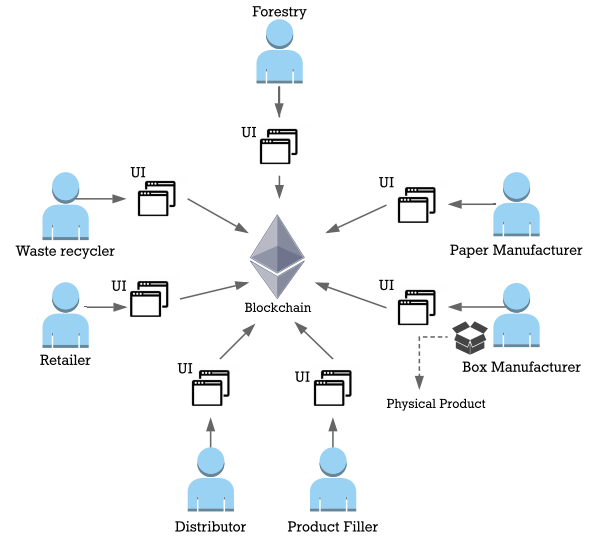 Forestry
UI
UI
UI
Waste recycler
Paper Manufacturer
UI
UI
Blockchain
Retailer
Box Manufacturer
UI
UI
Physical Product
Distributor
Product Filler